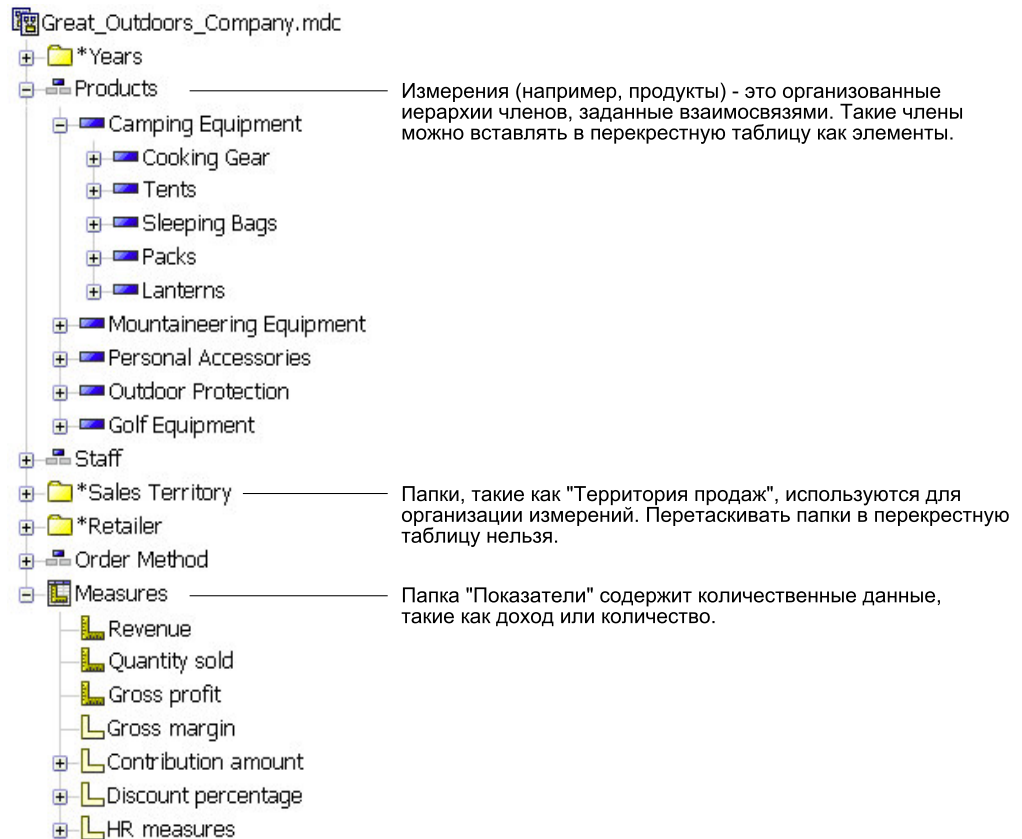 Great_Outdoors_Company.mdc
*Years
Products
Измерения (например, продукты) - это организованные
иерархии членов, заданные взаимосвязями. Такие члены
можно вставлять в перекрестную таблицу как элементы.
Camping Equipment
Cooking Gear
Tents
Sleeping Bags
Packs
Lanterns
Mountaineering Equipment
Personal Accessories
Outdoor Protection
Golf Equipment
Staff
*Sales Territory
Папки, такие как "Территория продаж", используются для
организации измерений. Перетаскивать папки в перекрестную
таблицу нельзя.
*Retailer
Order Method
Measures
Папка "Показатели" содержит количественные данные,
такие как доход или количество.
Revenue
Quantity sold
Gross profit
Gross margin
Contribution amount
Discount percentage
HR measures